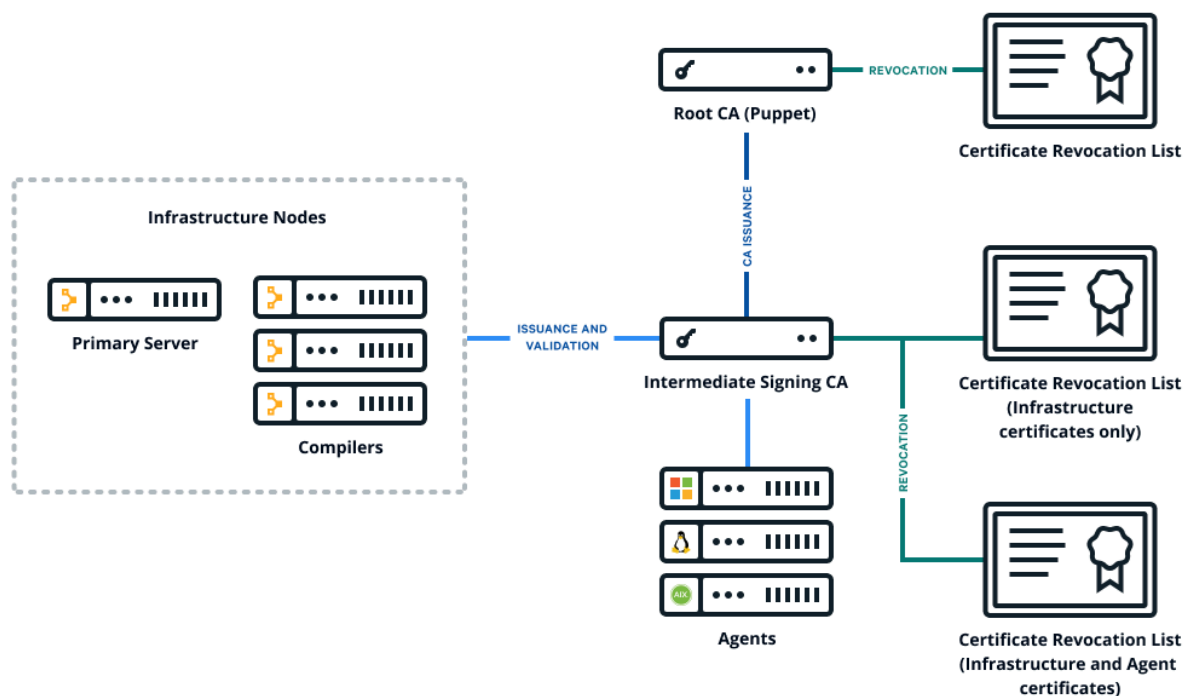 REVOCATION
Root CA (Puppet)
Certificate Revocation List
Infrastructure Nodes
CA ISSUANCE
Primary Server
ISSUANCE AND
VALIDATION
Intermediate Signing CA
Compilers
Certificate Revocation List
(Infrastructure
certificates only)
REVOCATION
AIX
Agents
Certificate Revocation List
(Infrastructure and Agent
certificates)